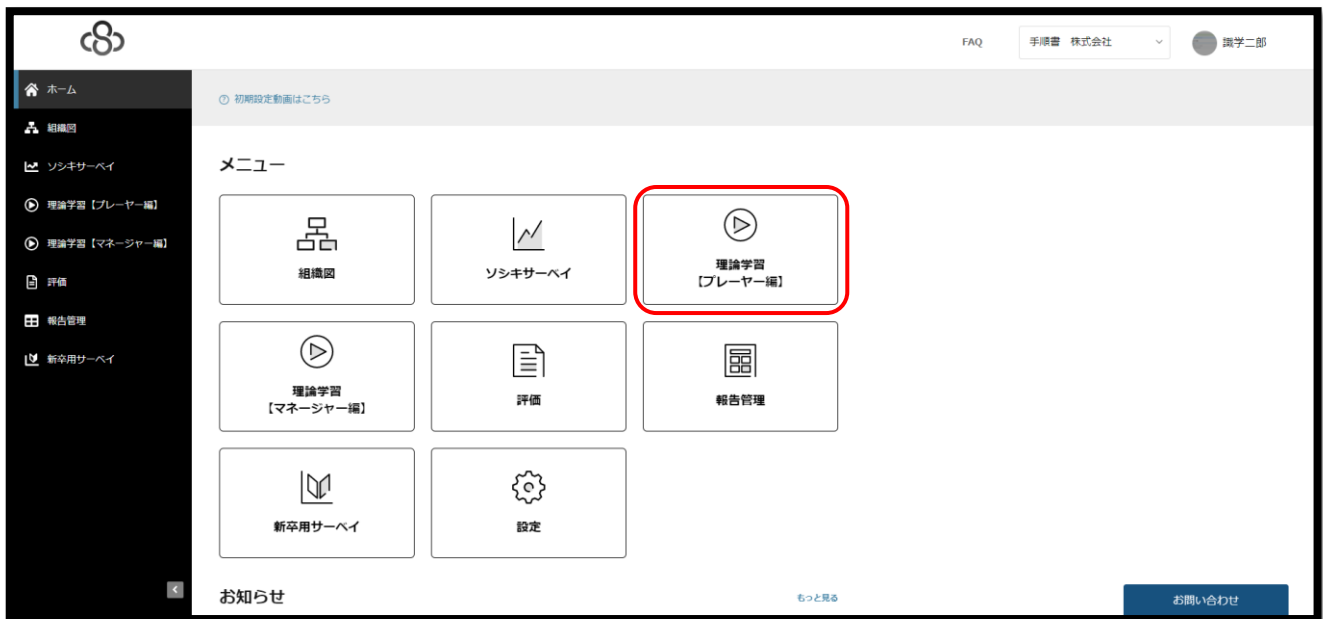 FAQ
手順書 株式会社
識学二郎
ホーム
組織図
ソシキサーベイ
理論学習【プレーヤー編】
理論学習【マネージャー編】
評価
報告管理
新卒用サーベイ
初期設定動画はこちら
メニュー
組織図
ソシキサーベイ
理論学習
【プレーヤー編】
理論学習
【マネージャー編】
評価
報告管理
新卒用サーベイ
設定
お知らせ
もっと見る
お問い合わせ